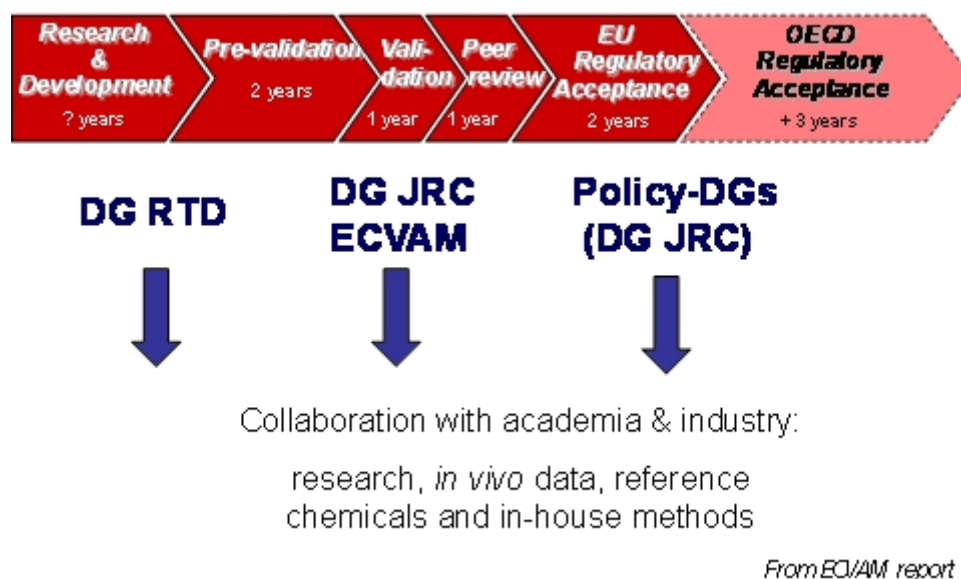 Research
&
Development
? years
Pre-validation
2 years
Vali-
dation
1 year
Peer
review
1 year
EU
Regulatory
Acceptance
2 years
OECD
Regulatory
Acceptance
+ 3 years
DG RTD
DG JRC
ECVAM
Policy-DGs
(DG JRC)
Collaboration with academia & industry:
research, in vivo data, reference
chemicals and in-house methods
From ECVAM report